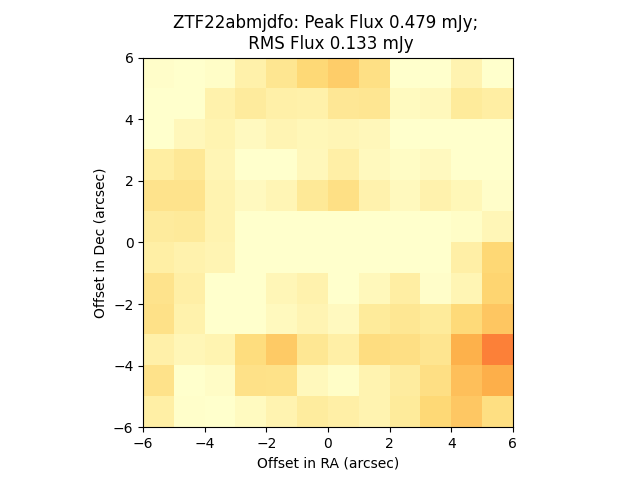 ZTF22abmjdfo: Peak Flux 0.479 mJy;
RMS Flux 0.133 mJy
6
4
2
0
−2
−4
−6
Offset in Dec (arcsec)
−6 −4 −2 0 2 4 6
Offset in RA (arcsec)